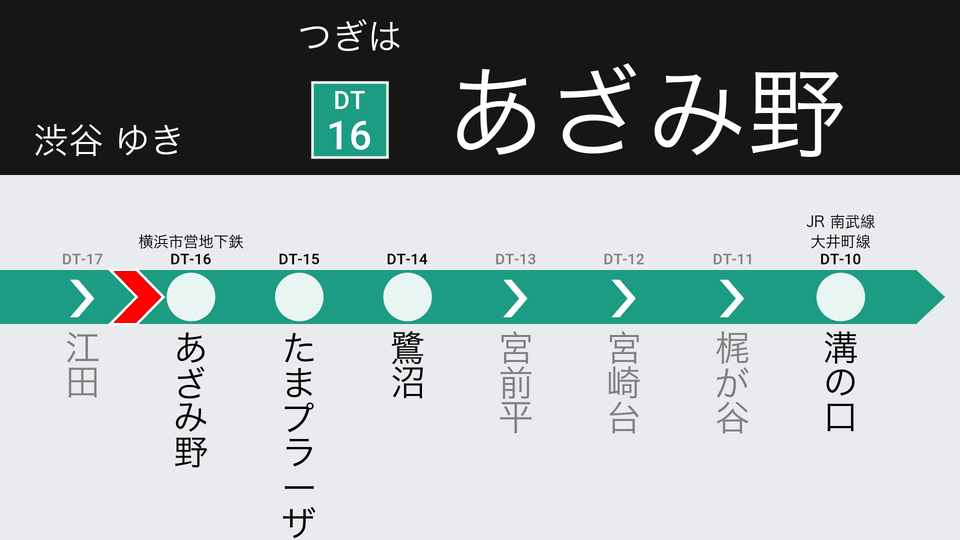 つぎは
渋谷 ゆき
DT
16
あざみ野
JR 南武線
横浜市営地下鉄
大井町線
DT-17
DT-16
DT-15
DT-14
DT-13
DT-12
DT-11
DT-10
江田
あざみ野
たまプラーザ
鷺沼
宮前平
宮崎台
梶が谷
溝の口